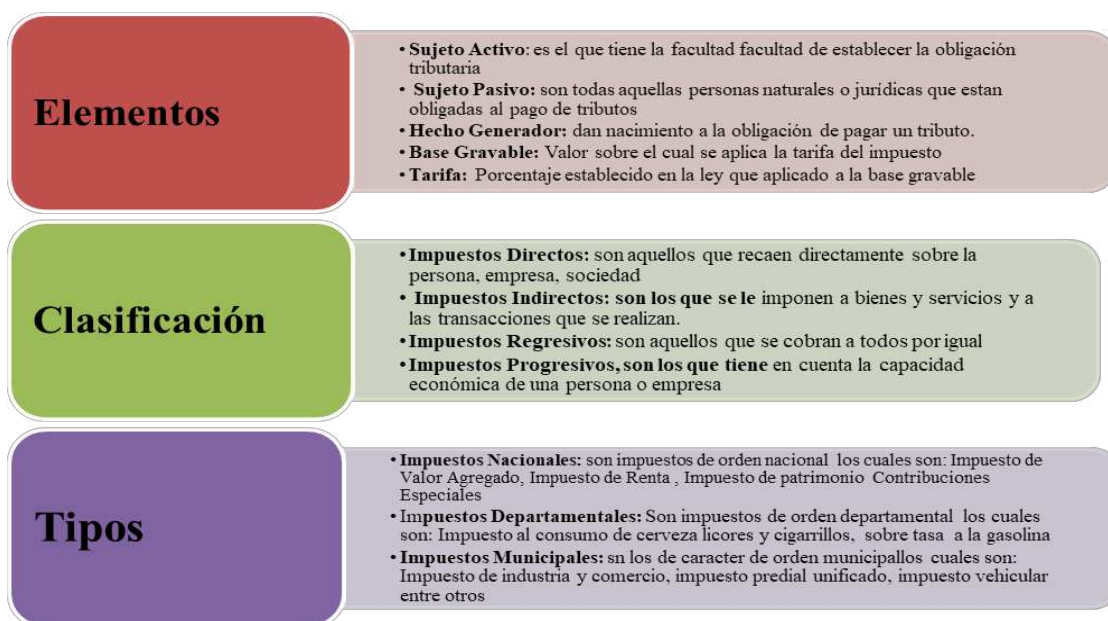 Elementos
• Sujeto Activo: es el que tiene la facultad facultad de establecer la obligación
tributaria
• Sujeto Pasivo: son todas aquellas personas naturales o jurídicas que estan
obligadas al pago de tributos
• Hecho Generador: dan nacimiento a la obligación de pagar un tributo.
• Base Gravable: Valor sobre el cual se aplica la tarifa del impuesto
• Tarifa: Porcentaje establecido en la ley que aplicado a la base gravable
Clasificación
• Impuestos Directos: son aquellos que recaen directamente sobre la
persona, empresa, sociedad
• Impuestos Indirectos: son los que se le imponen a bienes y servicios y a
las transacciones que se realizan.
• Impuestos Regresivos: son aquellos que se cobran a todos por igual
• Impuestos Progresivos, son los que tiene en cuenta la capacidad
económica de una persona o empresa
Tipos
• Impuestos Nacionales: son impuestos de orden nacional los cuales son: Impuesto de
Valor Agregado, Impuesto de Renta , Impuesto de patrimonio Contribuciones
Especiales
• Impuestos Departamentales: Son impuestos de orden departamental los cuales
son: Impuesto al consumo de cerveza licores y cigarrillos, sobre tasa a la gasolina
• Impuestos Municipales: sn los de caracter de orden municipallos cuales son:
Impuesto de industria y comercio, impuesto predial unificado, impuesto vehicular
entre otros